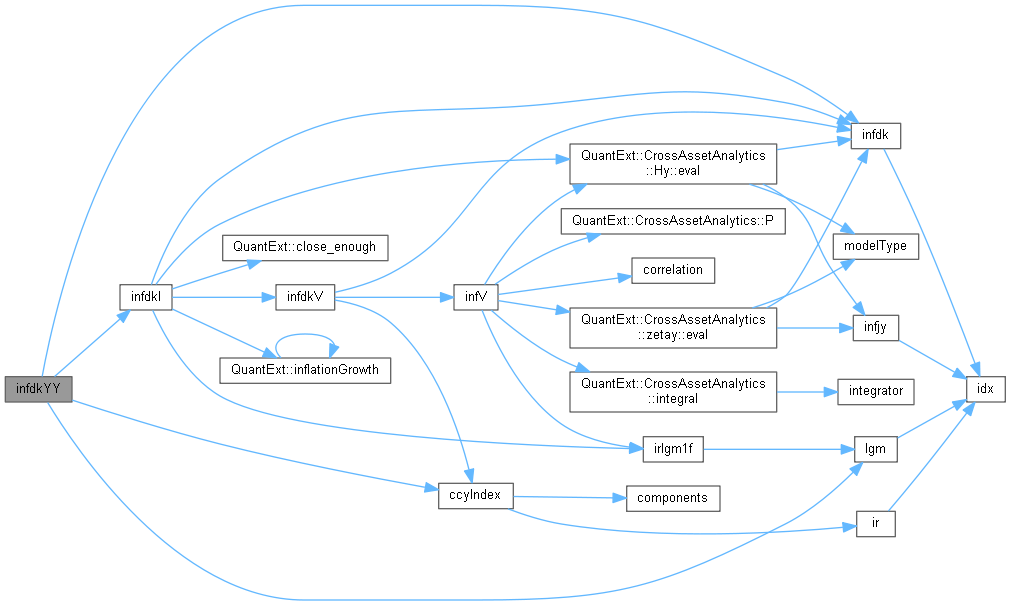 infdkYY
infdkI
QuantExt::close_enough
infdkV
QuantExt::inflationGrowth
ccyIndex
infV
QuantExt::CrossAssetAnalytics
::Hy::eval
QuantExt::CrossAssetAnalytics::P
correlation
QuantExt::CrossAssetAnalytics
::zetay::eval
QuantExt::CrossAssetAnalytics
::integral
irlgm1f
components
infdk
modelType
infjy
integrator
lgm
ir
idx